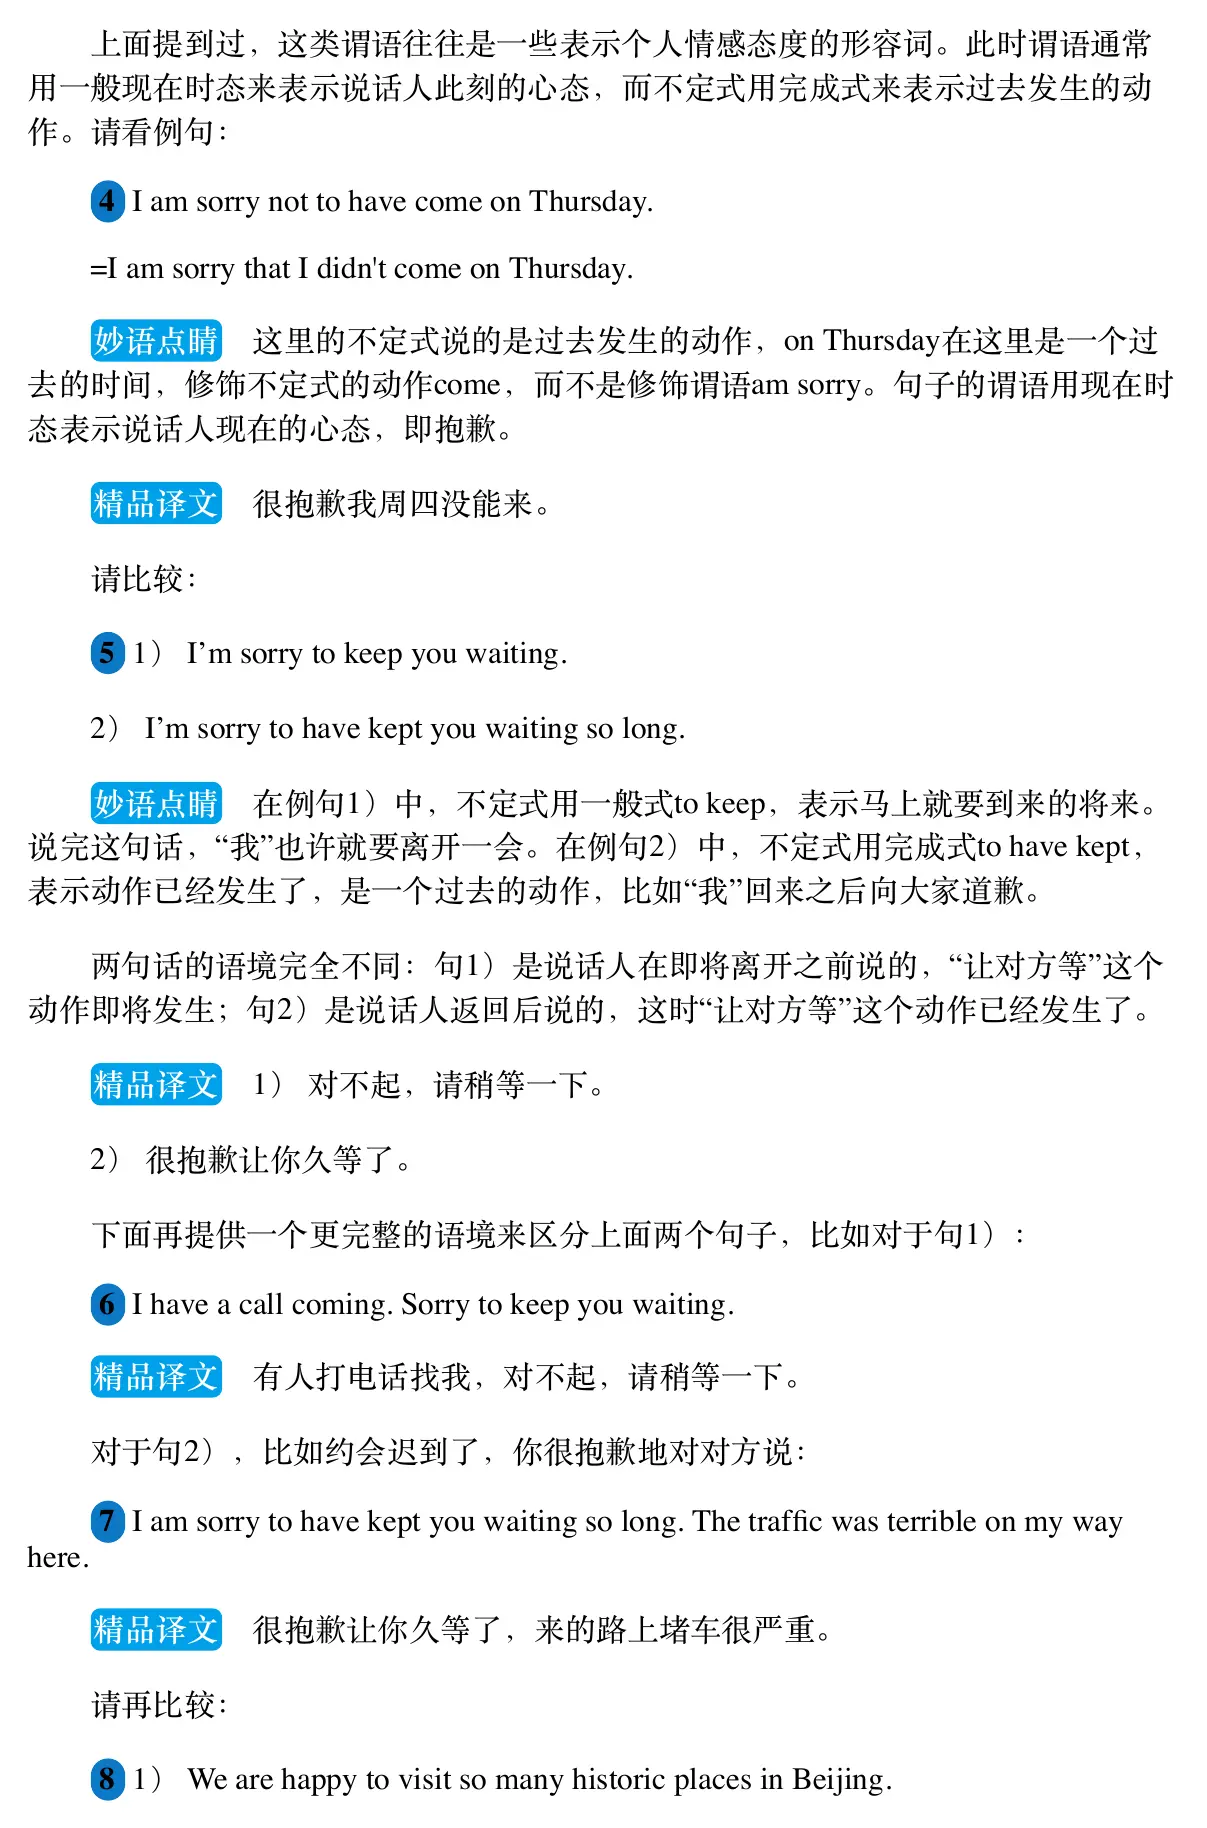 上面提到过，这类谓语往往是一些表示个人情感态度的形容词。此时谓语通常
用一般现在时态来表示说话人此刻的心态，而不定式用完成式来表示过去发生的动
作。请看例句：
4 I am sorry not to have come on Thursday.
=I am sorry that I didn't come on Thursday.
妙语点睛 这里的不定式说的是过去发生的动作，on Thursday在这里是一个过
去的时间，修饰不定式的动作come，而不是修饰谓语am sorry。句子的谓语用现在时
态表示说话人现在的心态，即抱歉。
精品译文 很抱歉我周四没能来。
请比较：
5 1） I’m sorry to keep you waiting.
2） I’m sorry to have kept you waiting so long.
妙语点睛 在例句1）中，不定式用一般式to keep，表示马上就要到来的将来。
说完这句话，“我”也许就要离开一会。在例句2）中，不定式用完成式to have kept，
表示动作已经发生了，是一个过去的动作，比如“我”回来之后向大家道歉。
两句话的语境完全不同：句1）是说话人在即将离开之前说的，“让对方等”这个
动作即将发生；句2）是说话人返回后说的，这时“让对方等”这个动作已经发生了。
精品译文 1） 对不起，请稍等一下。
2） 很抱歉让你久等了。
下面再提供一个更完整的语境来区分上面两个句子，比如对于句1）：
6 I have a call coming. Sorry to keep you waiting.
精品译文 有人打电话找我，对不起，请稍等一下。
对于句2），比如约会迟到了，你很抱歉地对对方说：
7 I am sorry to have kept you waiting so long. The traffic was terrible on my way
here.
精品译文 很抱歉让你久等了，来的路上堵车很严重。
请再比较：
8 1） We are happy to visit so many historic places in Beijing.